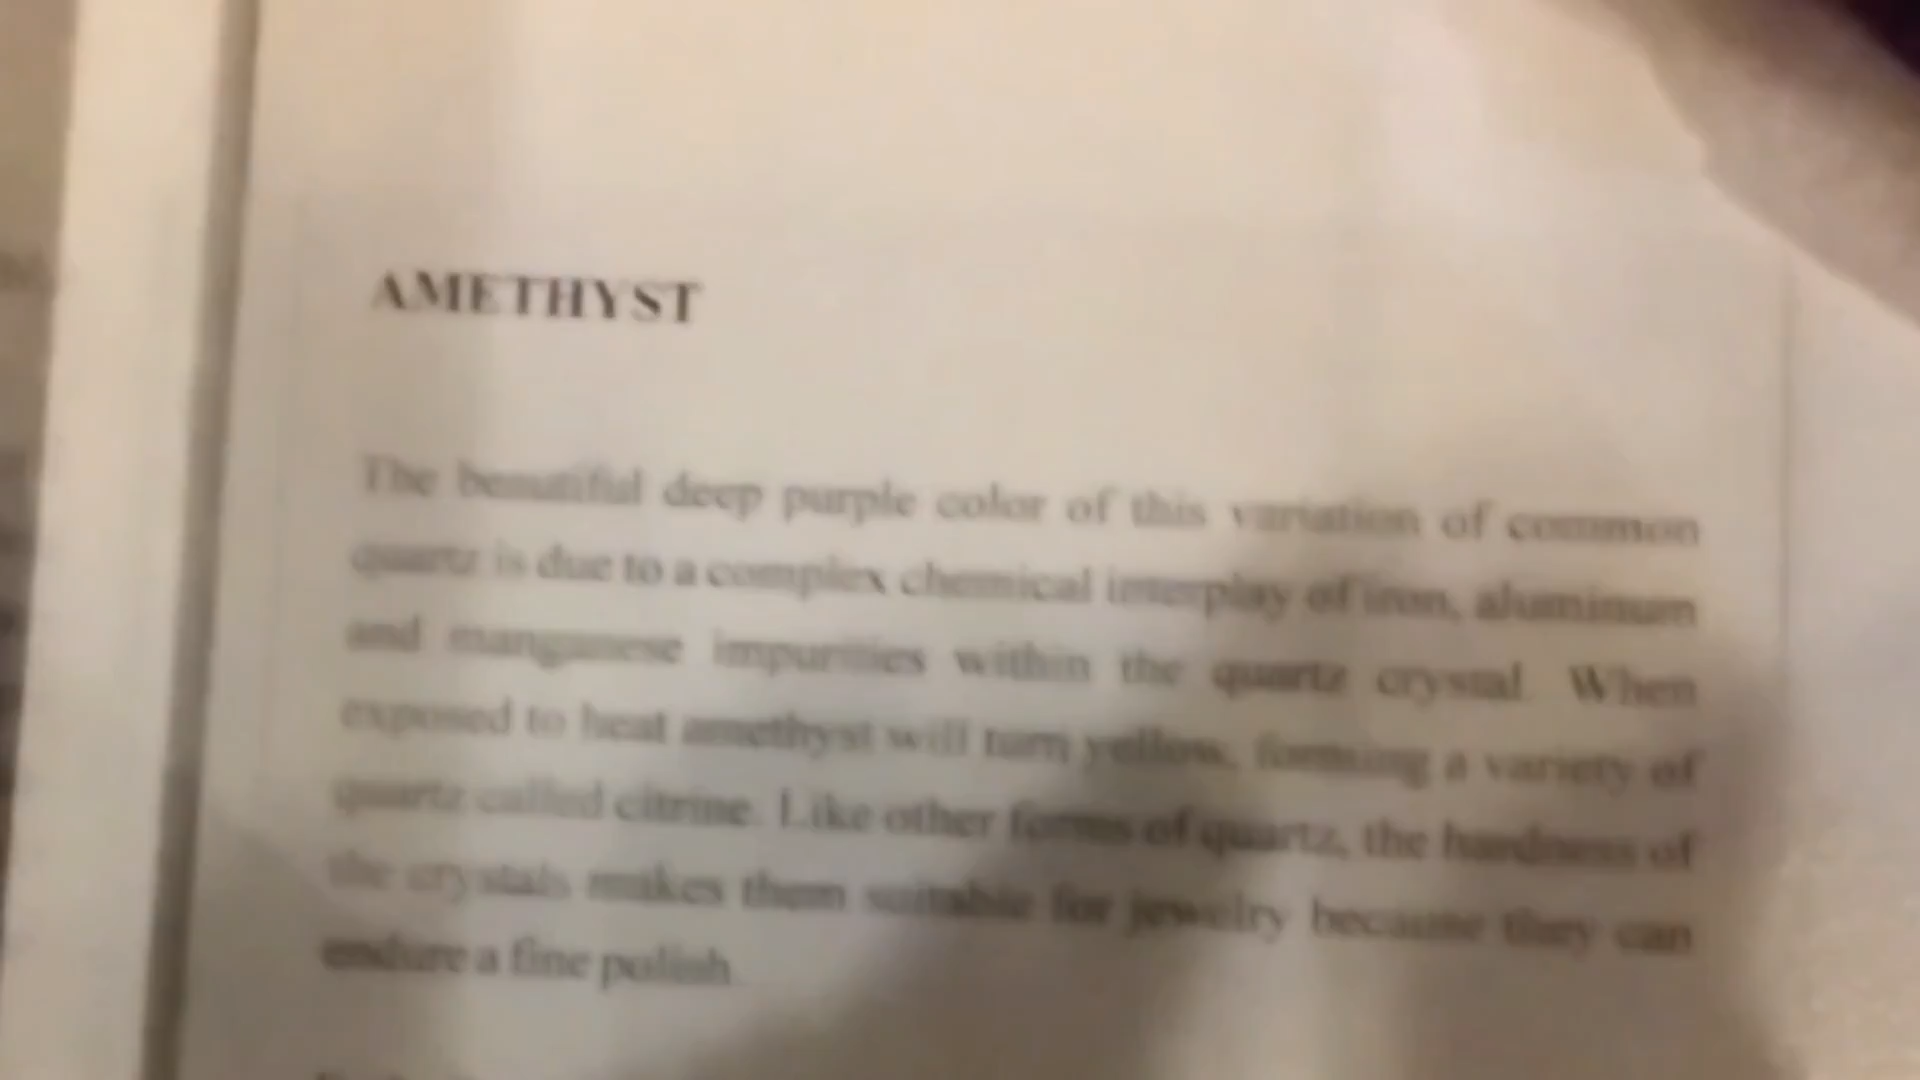 AMETHYST
The beautiful deep purple color of this variation of common
quartz is due to a complex chemical interplay of iron, aluminum
and manganese impurities within the quartz crystal. When
exposed to heat amethyst will turn yellow, forming a variety of
quartz called citrine. Like other forms of quartz, the hardness of
the crystals makes them suitable for jewelry because they can
endure a fine polish.